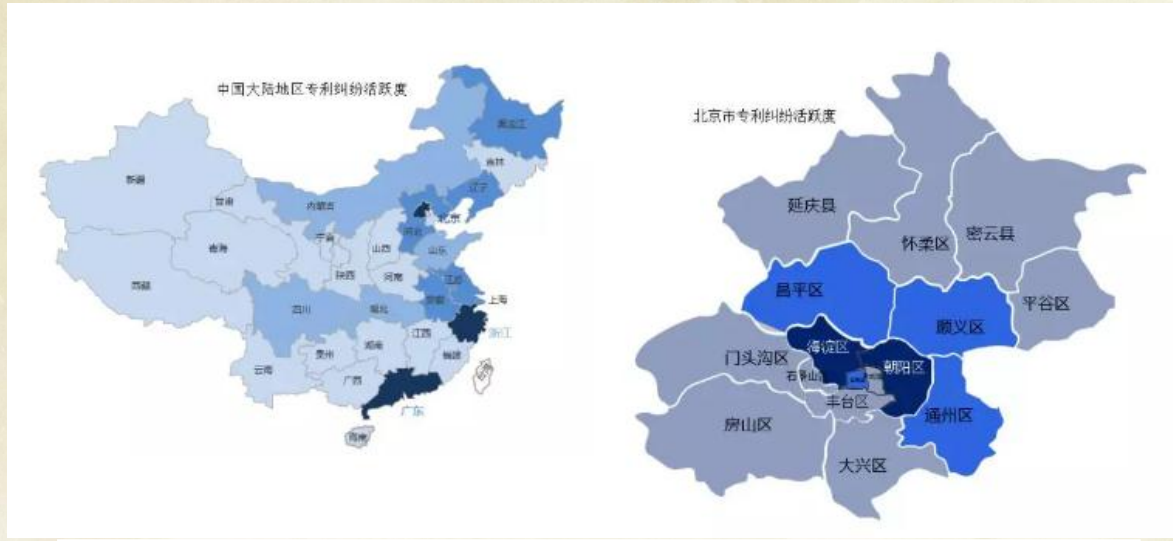 中国大陆地区专利纠纷活跃度
黑龙江
吉林
新疆
辽宁
甘肃
内蒙古
北京
河北
宁夏
山西
山东
青海
陕西
河南
西藏
江苏
安徽
上海
四川
湖北
浙江
江西
湖南
贵州
福建
云南
广西
台湾
广东
海南
北京市专利纠纷活跃度
延庆县
怀柔区
密云县
昌平区
平谷区
顺义区
海淀区
门头沟区
朝阳区
石景山
丰台区
通州区
房山区
大兴区